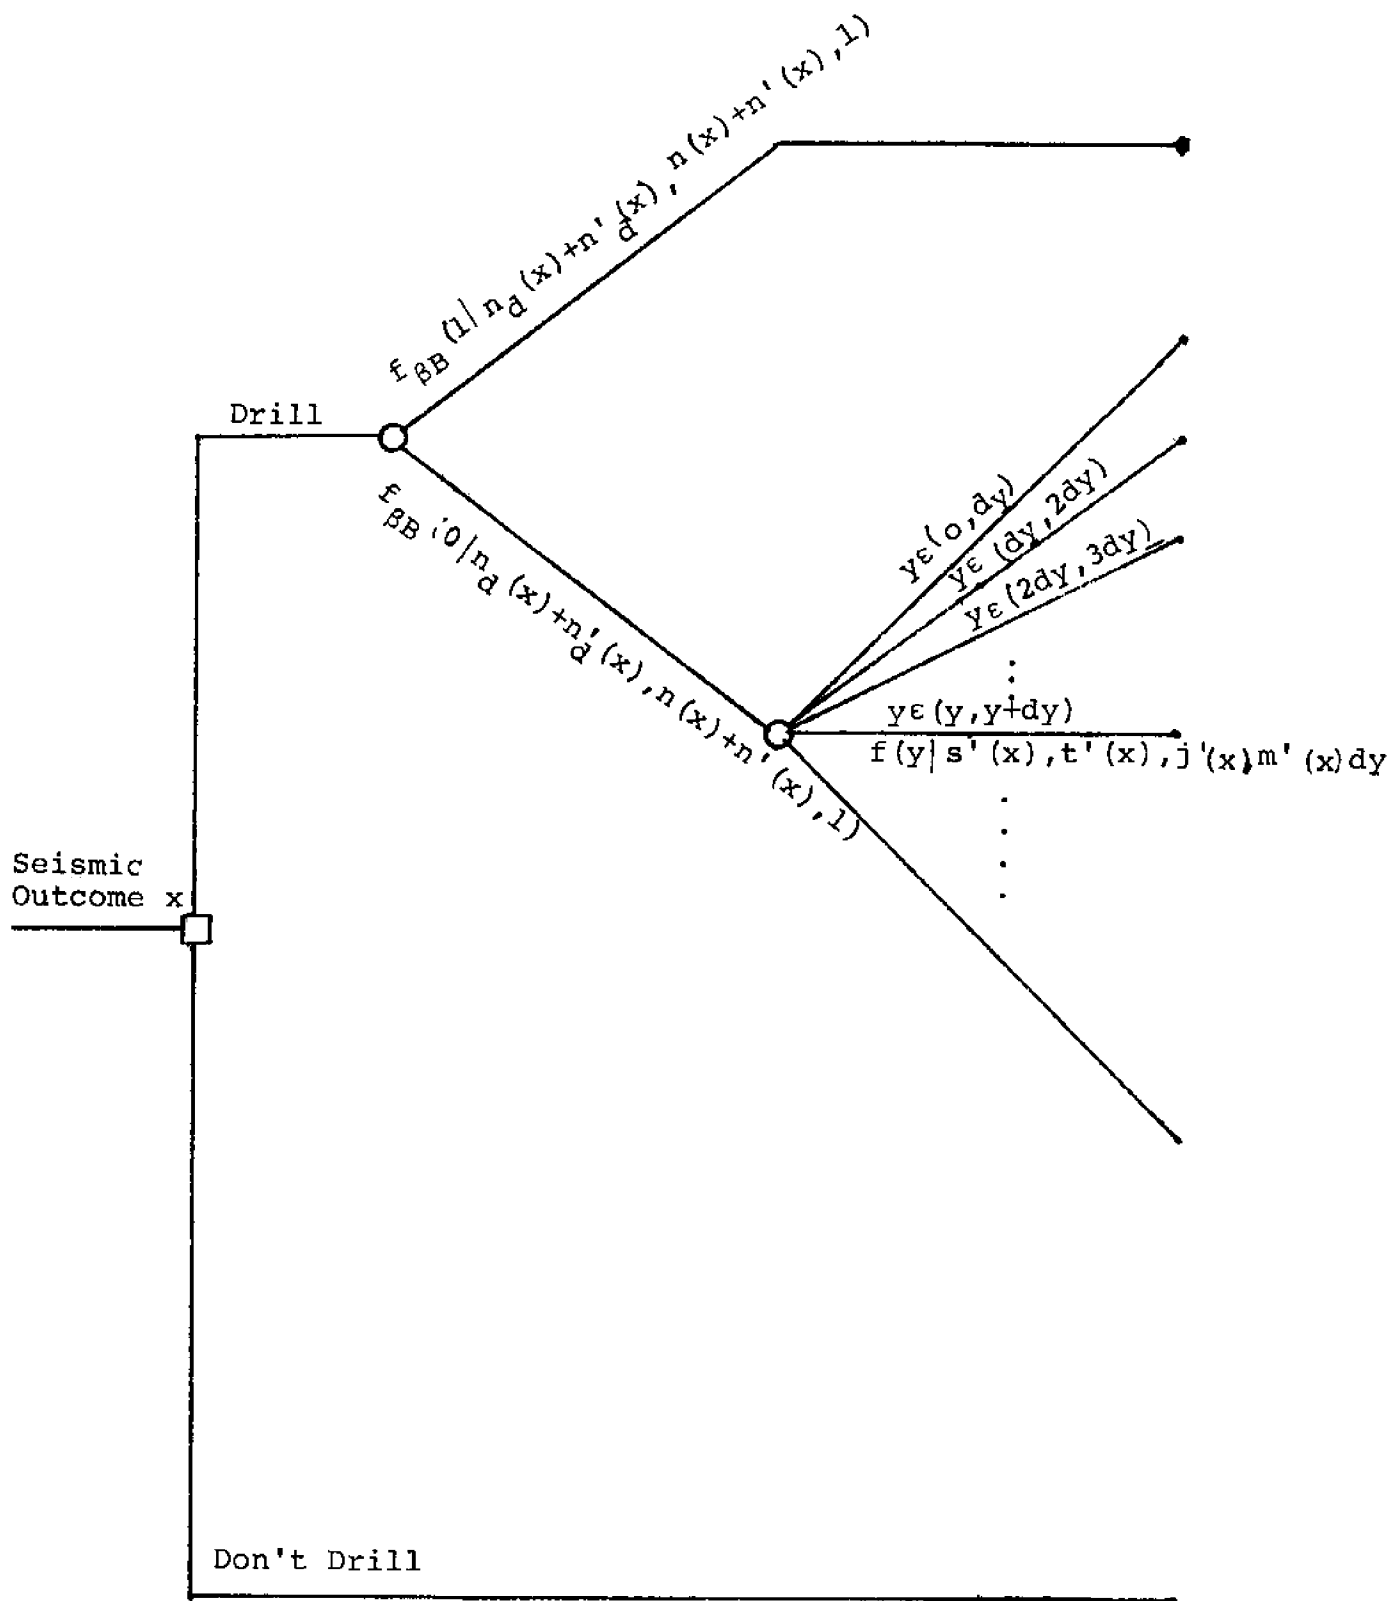 f_βB(1|n_d(x)+n'_d(x),n(x)+n'(x),1)
Drill
f_βB(0|n_d(x)+n'_d(x),n(x)+n'(x),1)
yε(o,dy)
yε(dy,2dy)
yε(2dy,3dy)
yε(y,y+dy)
f(y|s'(x),t'(x),j'(x),m'(x)dy
Seismic
Outcome x
Don't Drill